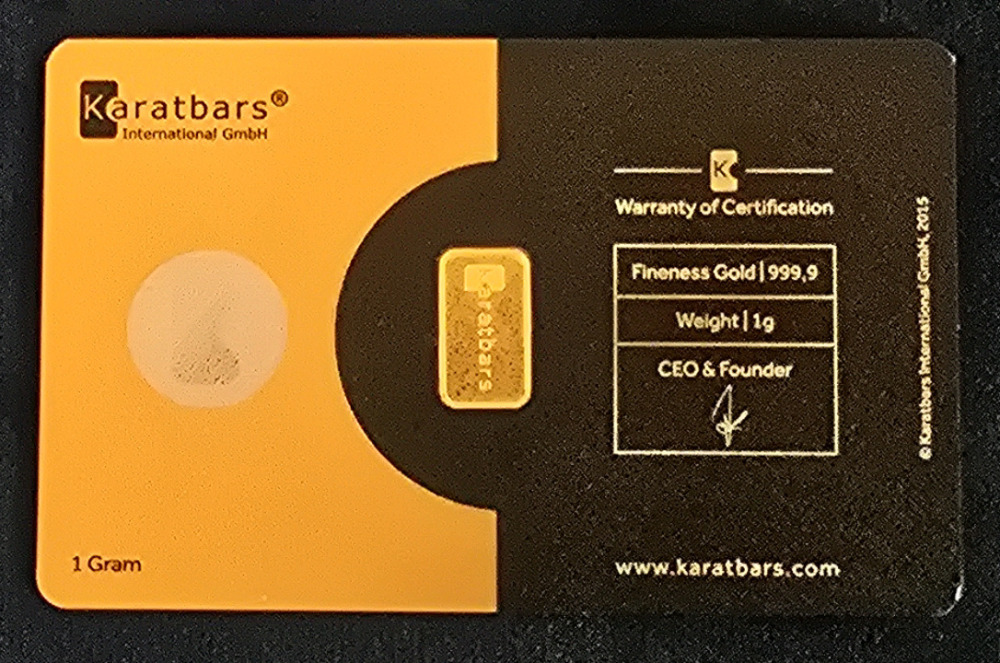 Karatbars®
International GmbH
1 Gram
Karatbars
K
Warranty of Certification
Fineness Gold | 999,9
Weight | 1g
CEO & Founder
www.karatbars.com
© Karatbars International GmbH, 2015